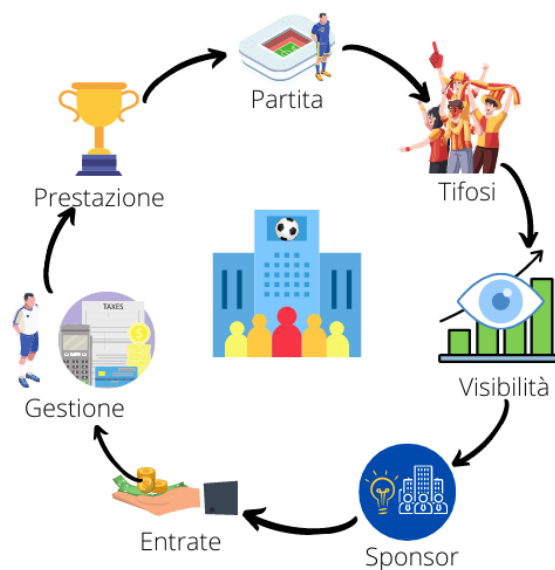 Partita
Tifosi
Visibilità
Sponsor
Entrate
Gestione
TAXES
$
Prestazione